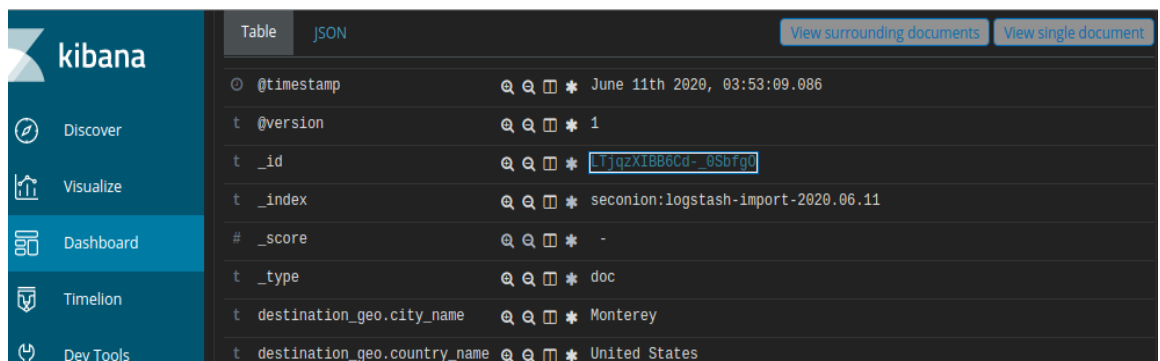 kibana
Discover
Visualize
Dashboard
Timelion
Dev Tools
Table JSON View surrounding documents View single document
@timestamp June 11th 2020, 03:53:09.086
t @version 1
t _id LTjqzXIBB6Cd-_0SbfgO
t _index seconion:logstash-import-2020.06.11
# _score -
t _type doc
t destination_geo.city_name Monterey
t destination_geo.country_name United States